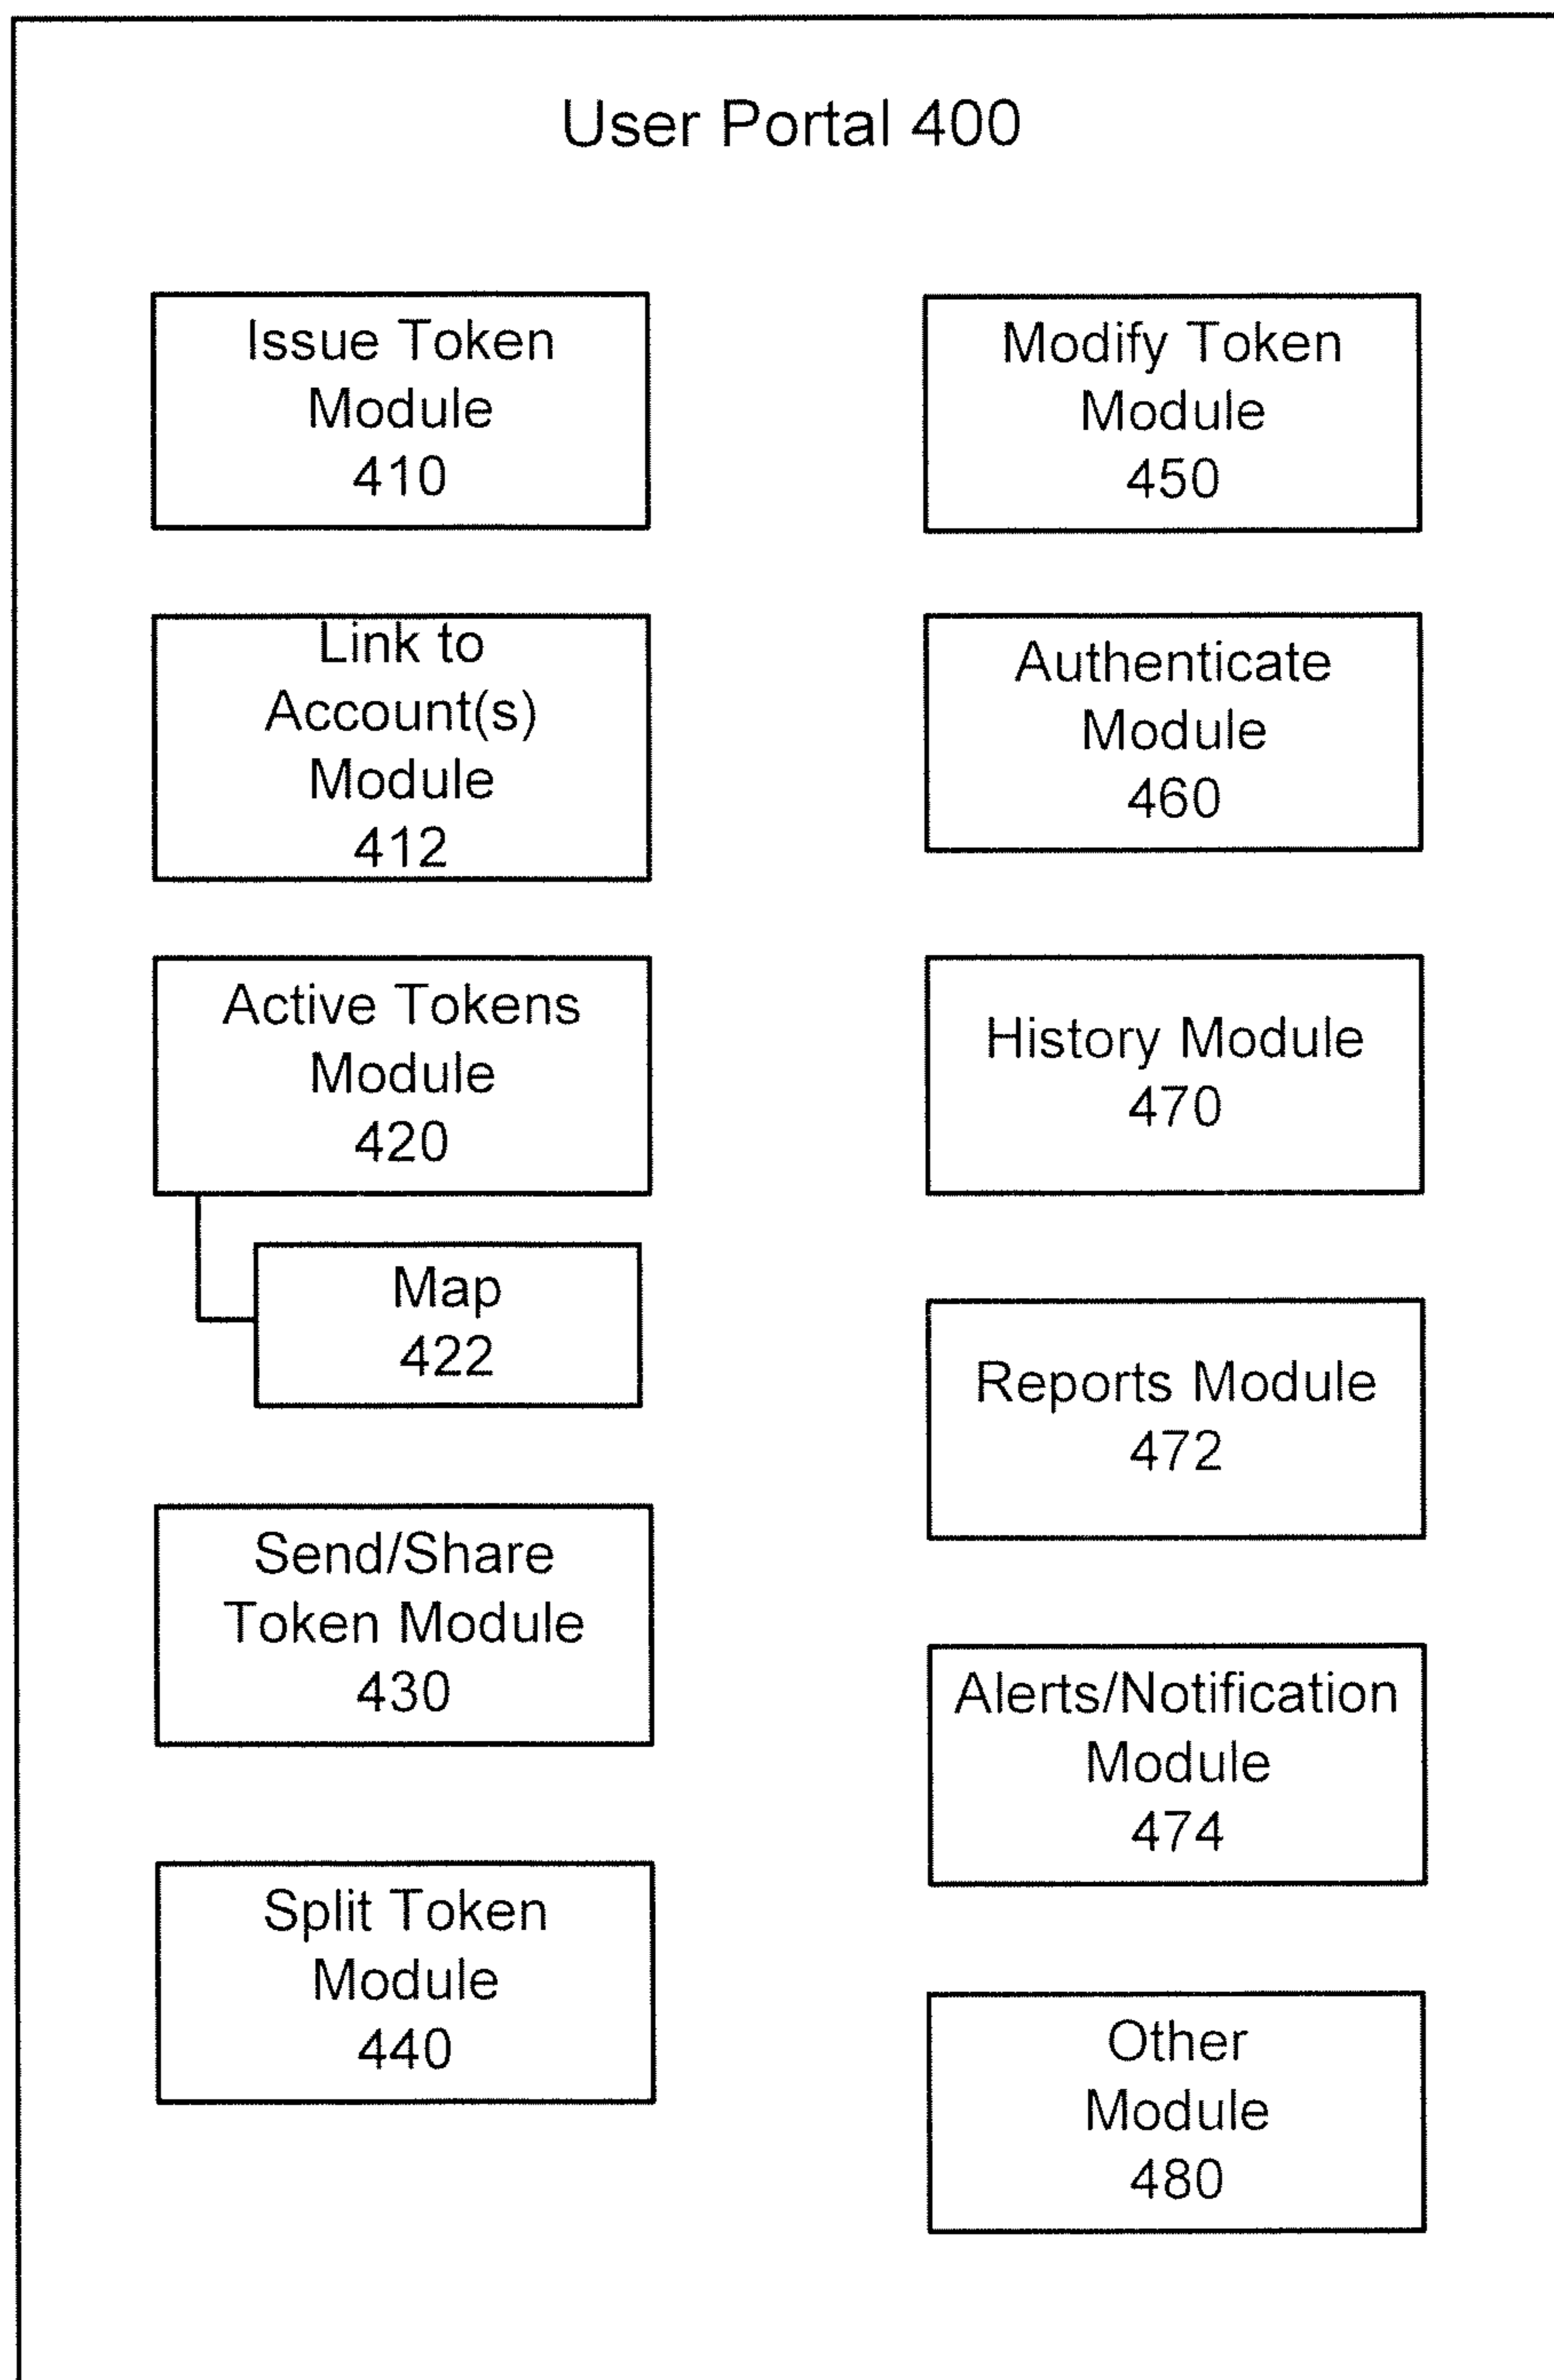 User Portal 400
Issue Token
Module
410
Link to
Account(s)
Module
412
Active Tokens
Module
420
Map
422
Send/Share
Token Module
430
Split Token
Module
440
Modify Token
Module
450
Authenticate
Module
460
History Module
470
Reports Module
472
Alerts/Notification
Module
474
Other
Module
480